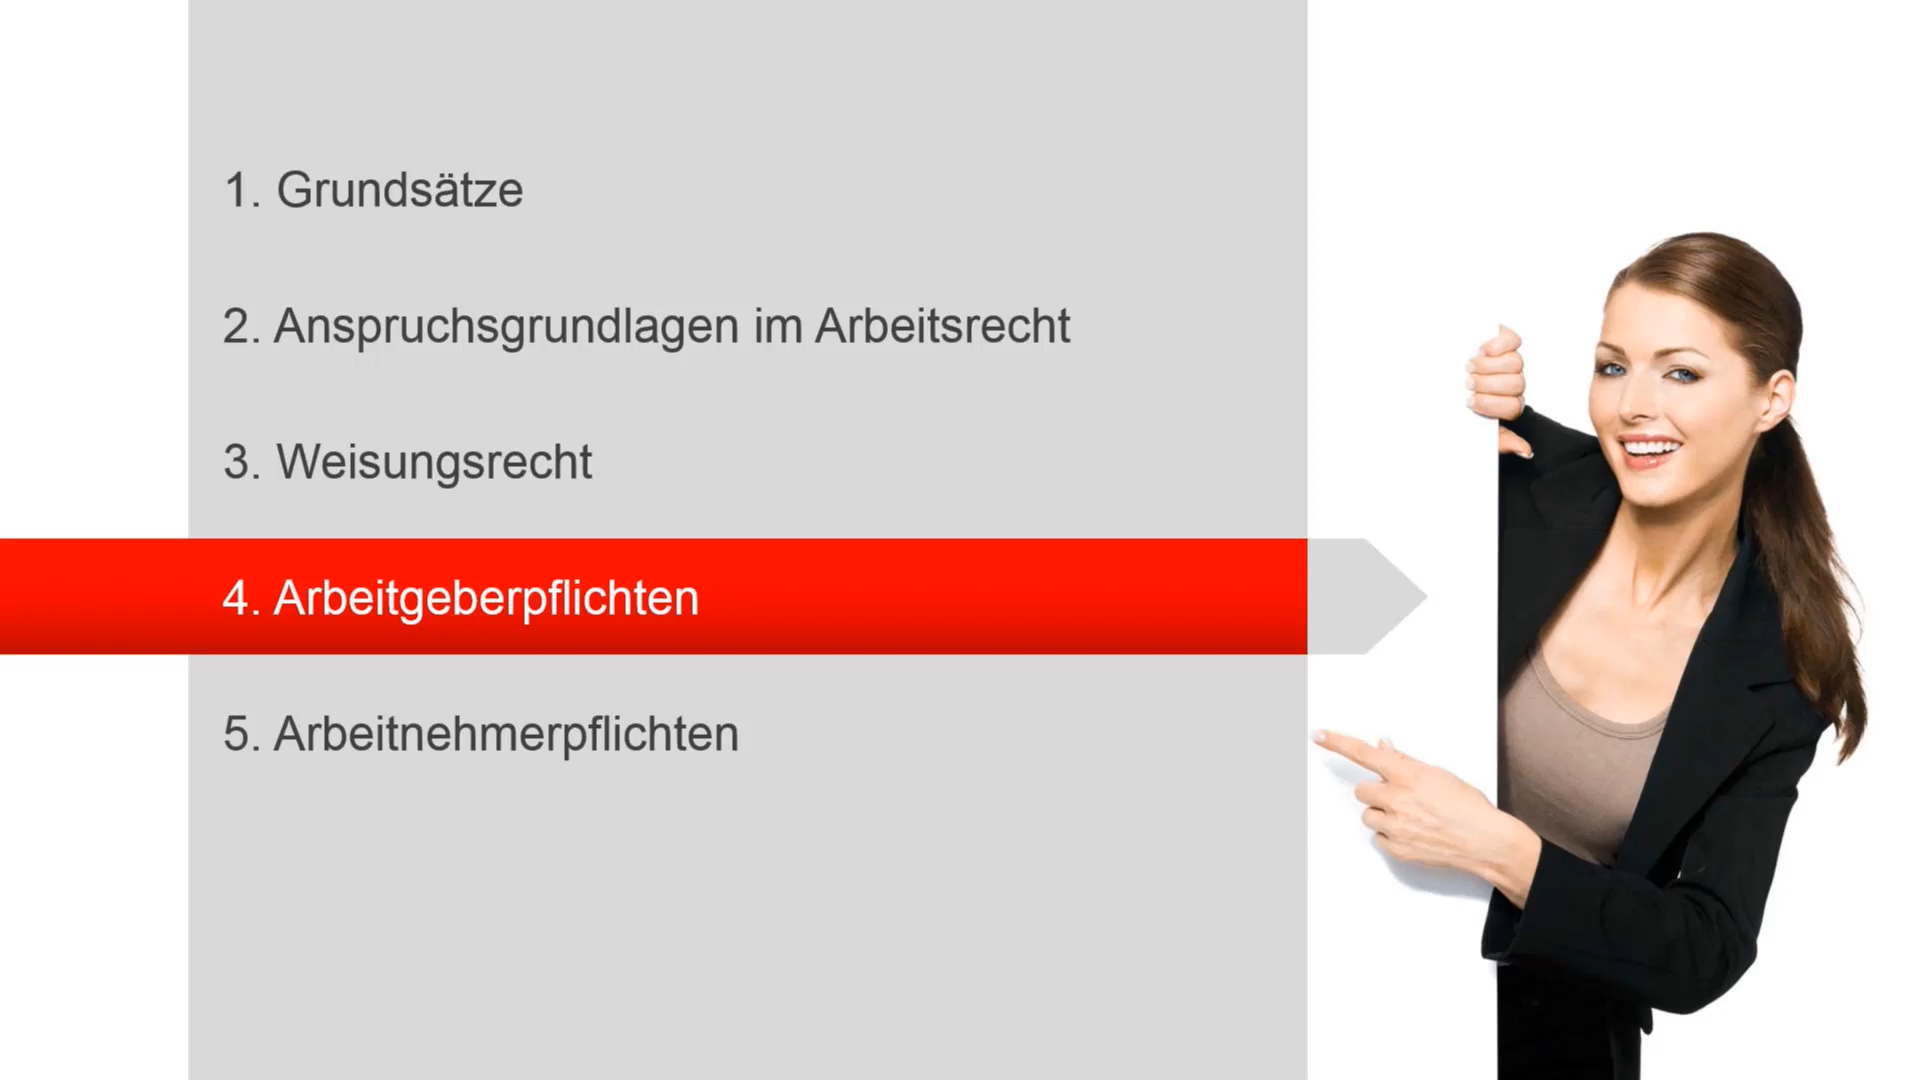 1. Grundsätze
2. Anspruchsgrundlagen im Arbeitsrecht
3. Weisungsrecht
4. Arbeitgeberpflichten
5. Arbeitnehmerpflichten